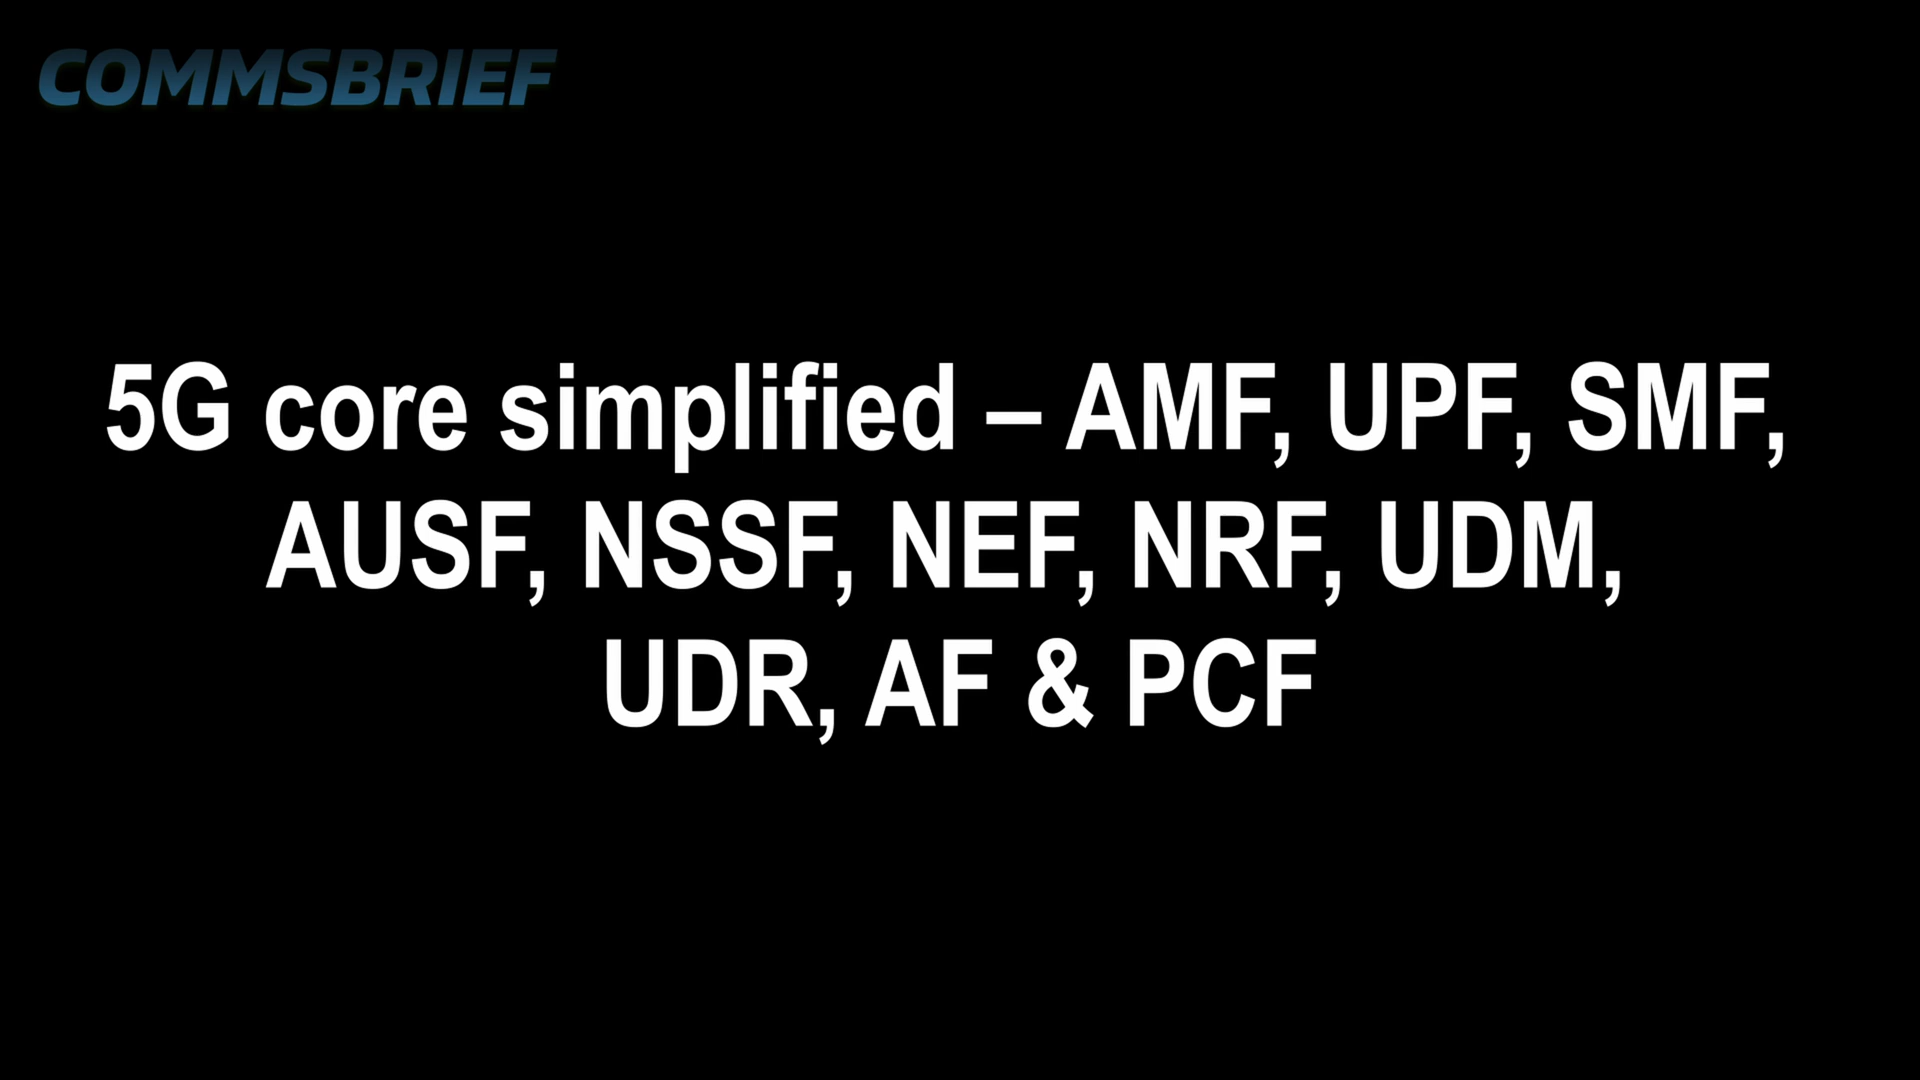 COMMSBRIEF
5G core simplified – AMF, UPF, SMF,
AUSF, NSSF, NEF, NRF, UDM,
UDR, AF & PCF